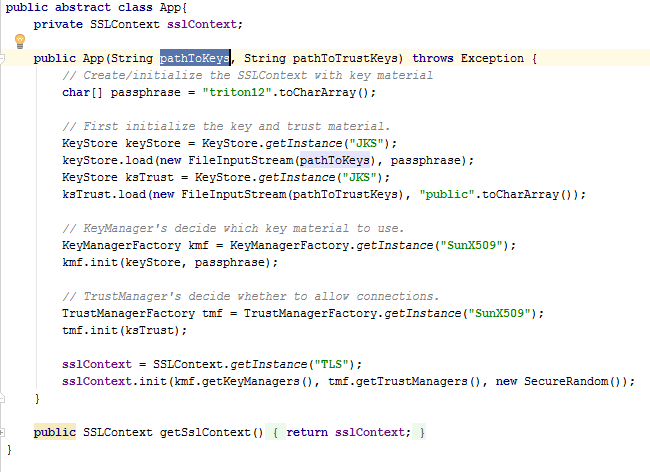 public abstract class App{
    private SSLContext sslContext;

    public App(String pathToKeys, String pathToTrustKeys) throws Exception {
        // Create/initialize the SSLContext with key material
        char[] passphrase = "triton12".toCharArray();

        // First initialize the key and trust material.
        KeyStore keyStore = KeyStore.getInstance("JKS");
        keyStore.load(new FileInputStream(pathToKeys), passphrase);
        KeyStore ksTrust = KeyStore.getInstance("JKS");
        ksTrust.load(new FileInputStream(pathToTrustKeys), "public".toCharArray());

        // KeyManager's decide which key material to use.
        KeyManagerFactory kmf = KeyManagerFactory.getInstance("SunX509");
        kmf.init(keyStore, passphrase);

        // TrustManager's decide whether to allow connections.
        TrustManagerFactory tmf = TrustManagerFactory.getInstance("SunX509");
        tmf.init(ksTrust);

        sslContext = SSLContext.getInstance("TLS");
        sslContext.init(kmf.getKeyManagers(), tmf.getTrustManagers(), new SecureRandom());
    }

    public SSLContext getSslContext() { return sslContext; }
}